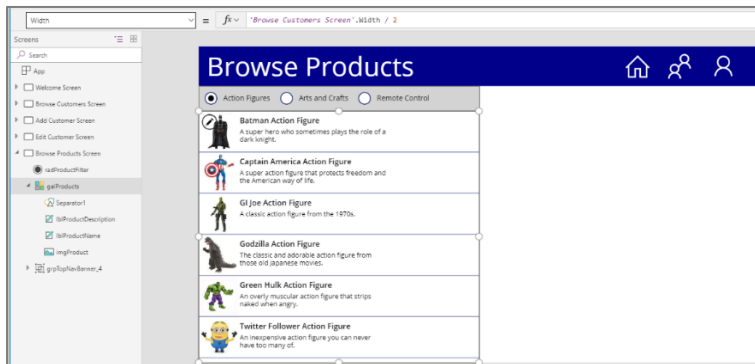 Width = fx 'Browse Customers Screen'.Width / 2
Screens
Search
App
Welcome Screen
Browse Customers Screen
Add Customer Screen
Edit Customer Screen
Browse Products Screen
radProductFilter
galProducts
Separator1
lblProductDescription
lblProductName
imgProduct
grpTopNavBanner_4
Browse Products
Action Figures Arts and Crafts Remote Control
Batman Action Figure
A super hero who sometimes plays the role of a
dark knight.
Captain America Action Figure
A super action figure that protects freedom and
the American way of life.
GI Joe Action Figure
A classic action figure from the 1970s.
Godzilla Action Figure
The classic and adorable action figure from
those old Japanese movies.
Green Hulk Action Figure
An overly muscular action figure that strips
naked when angry.
Twitter Follower Action Figure
An inexpensive action figure you can never
have too many of.